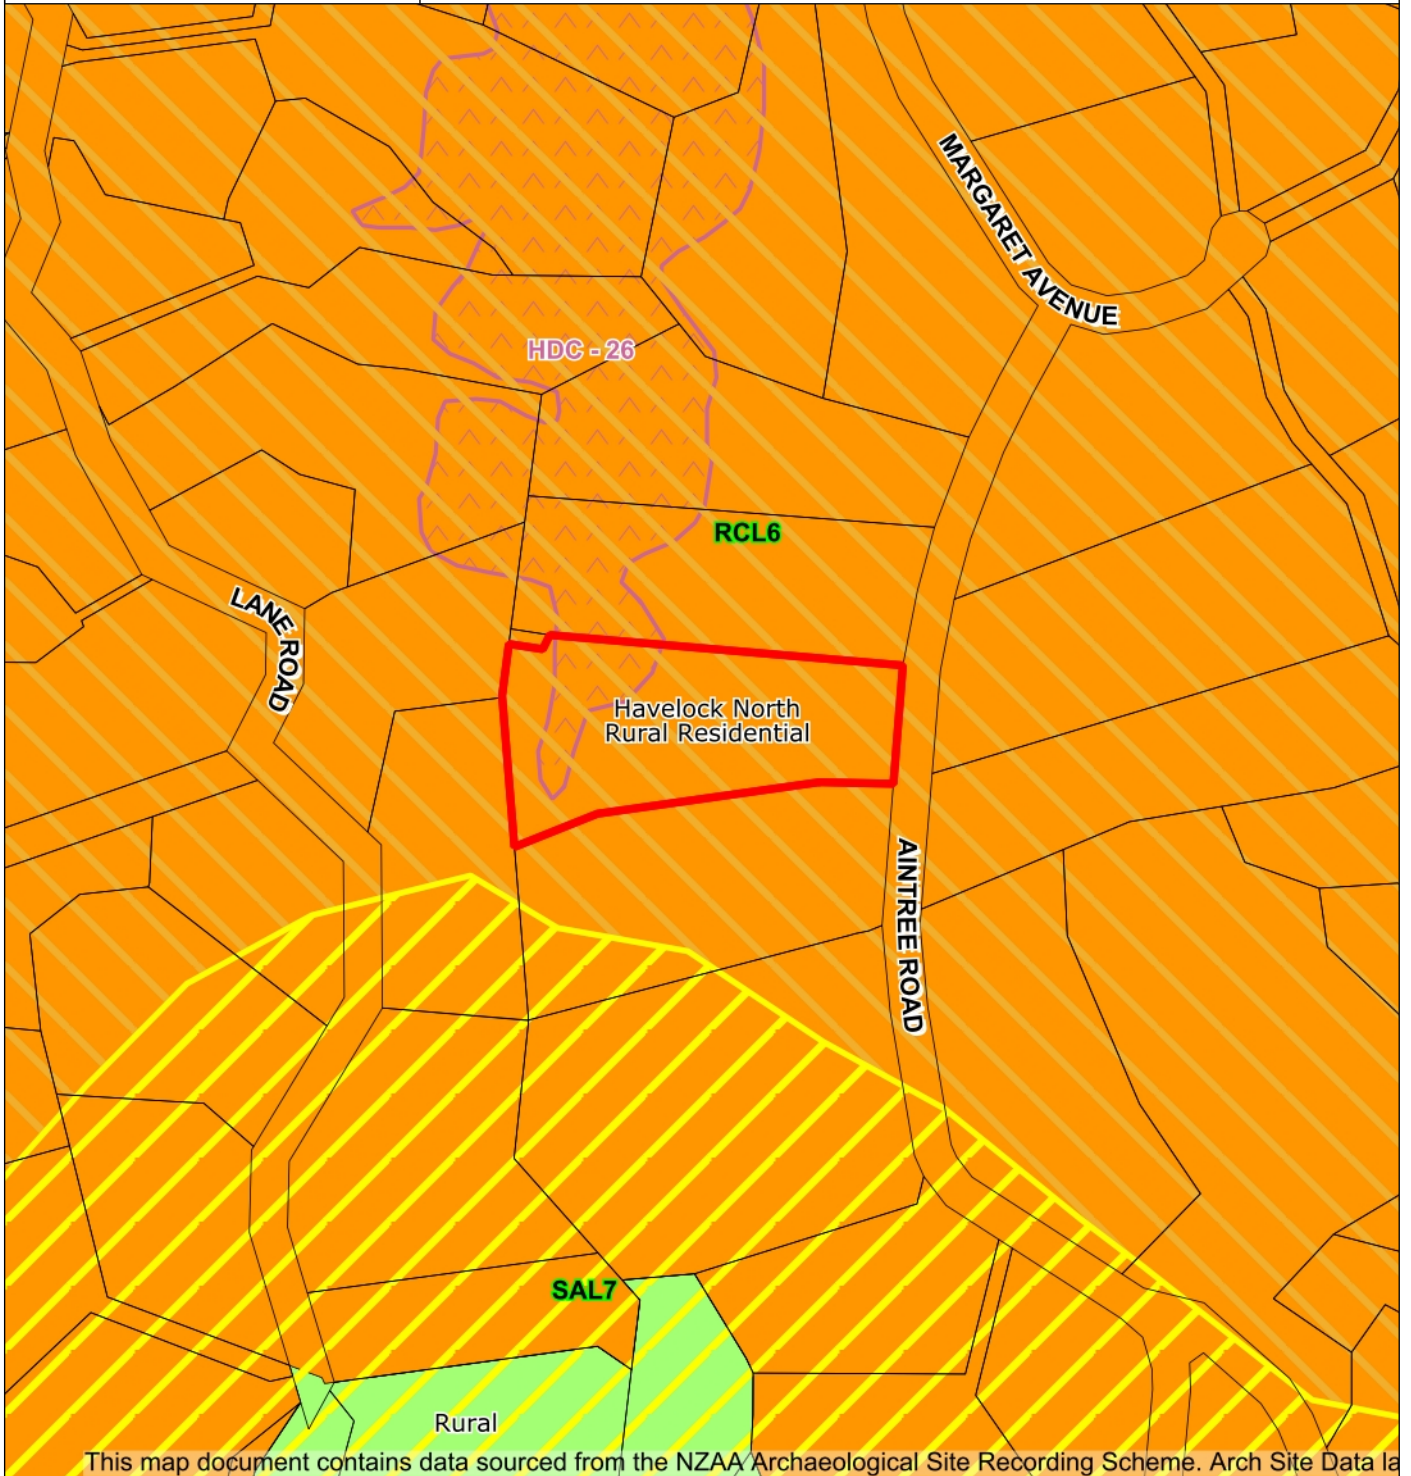 MARGARET AVENUE
HDC - 26
RCL6
LANE ROAD
Havelock North
Rural Residential
AINTREE ROAD
SAL7
Rural
This map document contains data sourced from the NZAA Archaeological Site Recording Scheme. Arch Site Data la